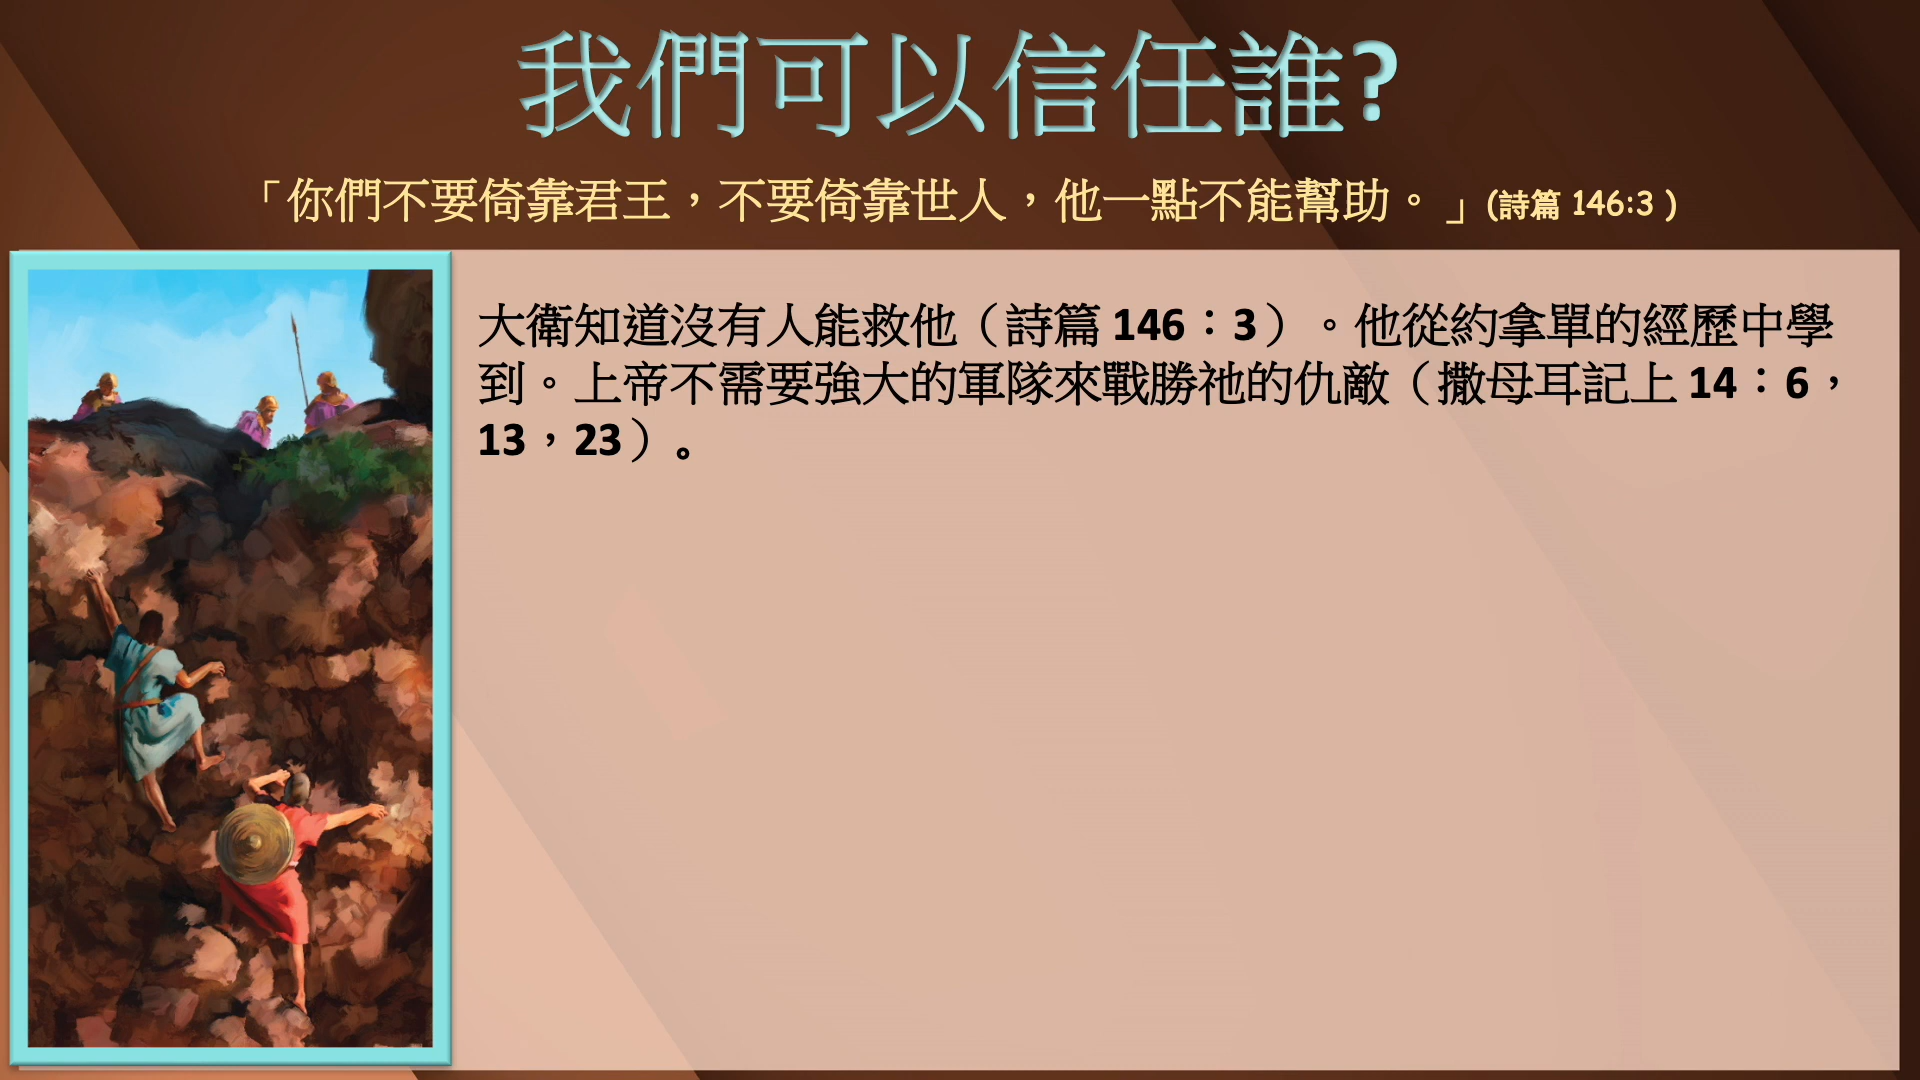 我們可以信任誰?
「你們不要倚靠君王，不要倚靠世人，他一點不能幫助。」(詩篇 146:3 )
大衛知道沒有人能救他（詩篇 146：3）。他從約拿單的經歷中學
到。上帝不需要強大的軍隊來戰勝祂的仇敵（撒母耳記上 14：6，
13，23）。